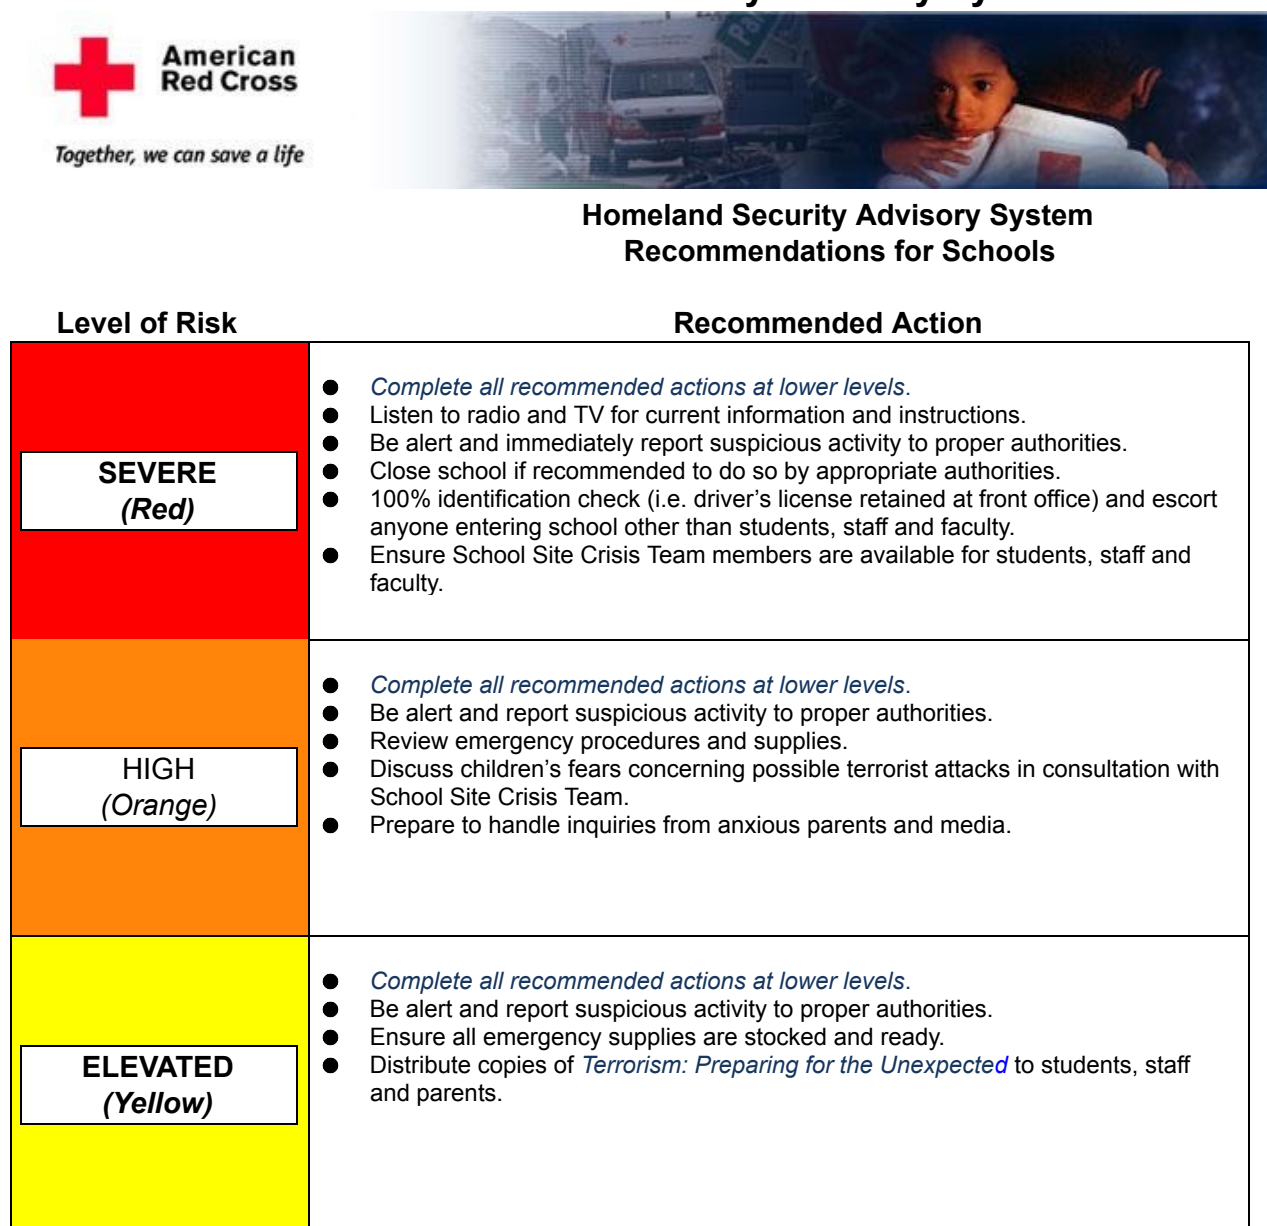 American
Red Cross
Together, we can save a life
Homeland Security Advisory System
Recommendations for Schools
Level of Risk
Recommended Action
SEVERE
(Red)
● Complete all recommended actions at lower levels.
● Listen to radio and TV for current information and instructions.
● Be alert and immediately report suspicious activity to proper authorities.
● Close school if recommended to do so by appropriate authorities.
● 100% identification check (i.e. driver’s license retained at front office) and escort
anyone entering school other than students, staff and faculty.
● Ensure School Site Crisis Team members are available for students, staff and
faculty.
HIGH
(Orange)
● Complete all recommended actions at lower levels.
● Be alert and report suspicious activity to proper authorities.
● Review emergency procedures and supplies.
● Discuss children’s fears concerning possible terrorist attacks in consultation with
School Site Crisis Team.
● Prepare to handle inquiries from anxious parents and media.
ELEVATED
(Yellow)
● Complete all recommended actions at lower levels.
● Be alert and report suspicious activity to proper authorities.
● Ensure all emergency supplies are stocked and ready.
● Distribute copies of Terrorism: Preparing for the Unexpected to students, staff
and parents.